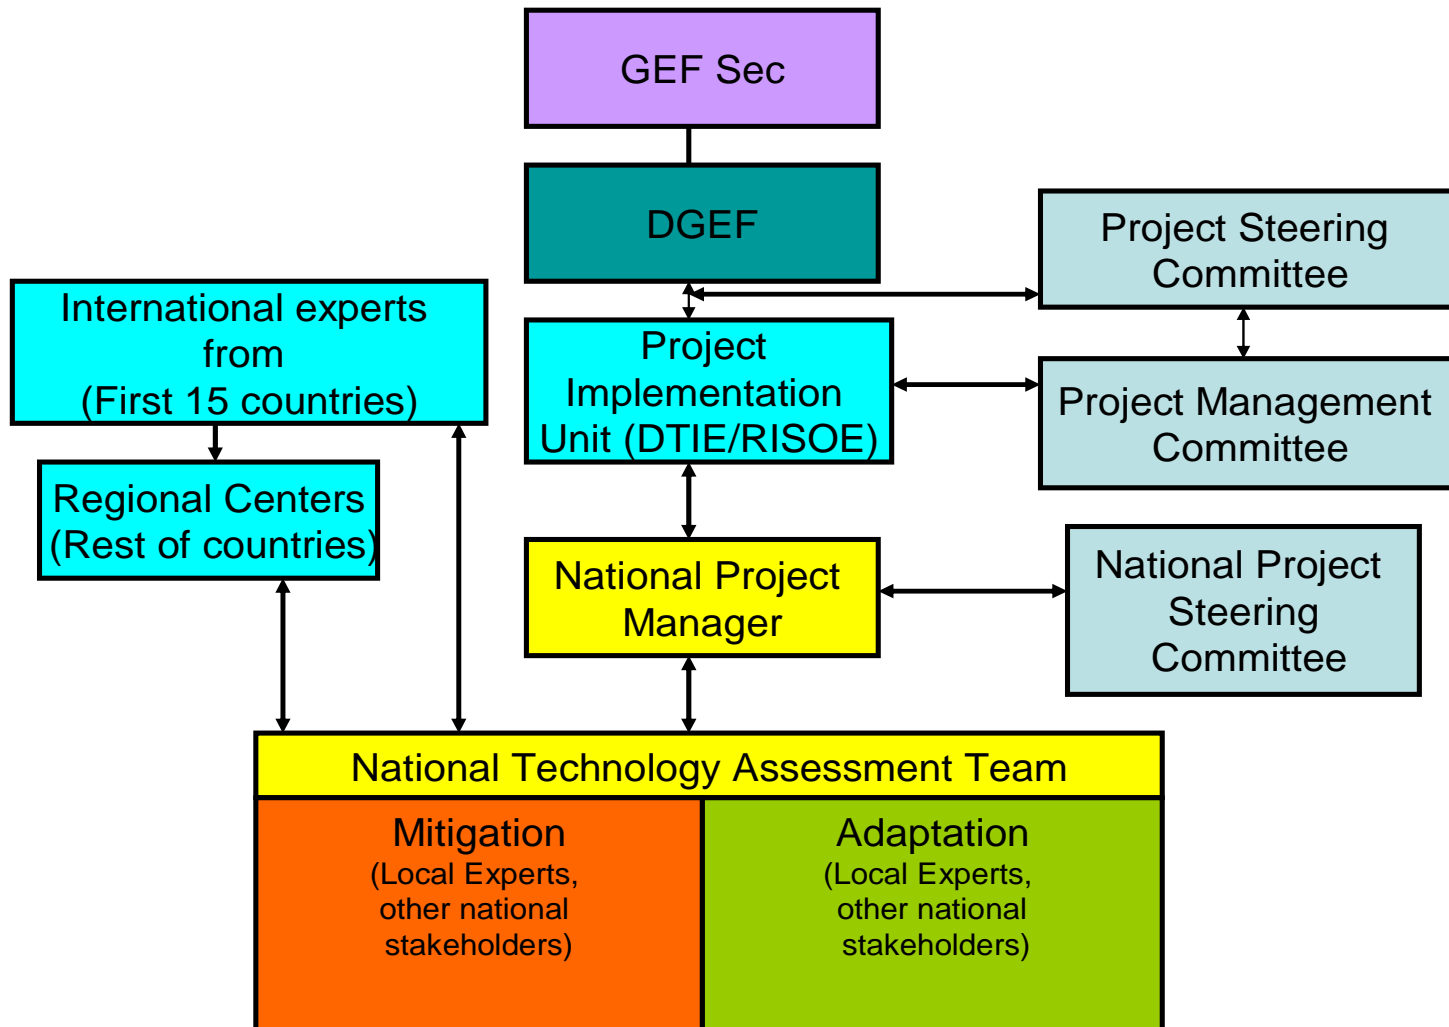 GEF Sec
DGEF
Project Steering
Committee
International experts
from
(First 15 countries)
Project
Implementation
Unit (DTIE/RISOE)
Project Management
Committee
Regional Centers
(Rest of countries)
National Project
Manager
National Project
Steering
Committee
National Technology Assessment Team
Mitigation
(Local Experts,
other national
stakeholders)
Adaptation
(Local Experts,
other national
stakeholders)